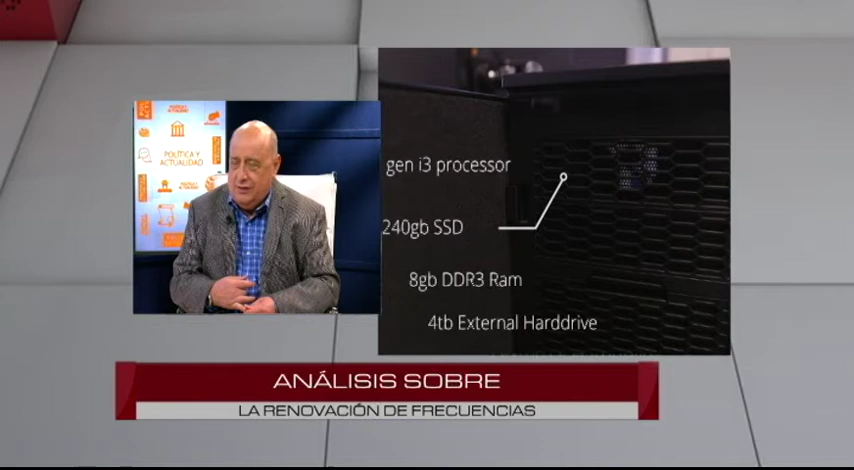 POLÍTICA Y
ACTUALIDAD
gen i3 processor
240gb SSD
8gb DDR3 Ram
4tb External Harddrive
ANÁLISIS SOBRE
LA RENOVACIÓN DE FRECUENCIAS